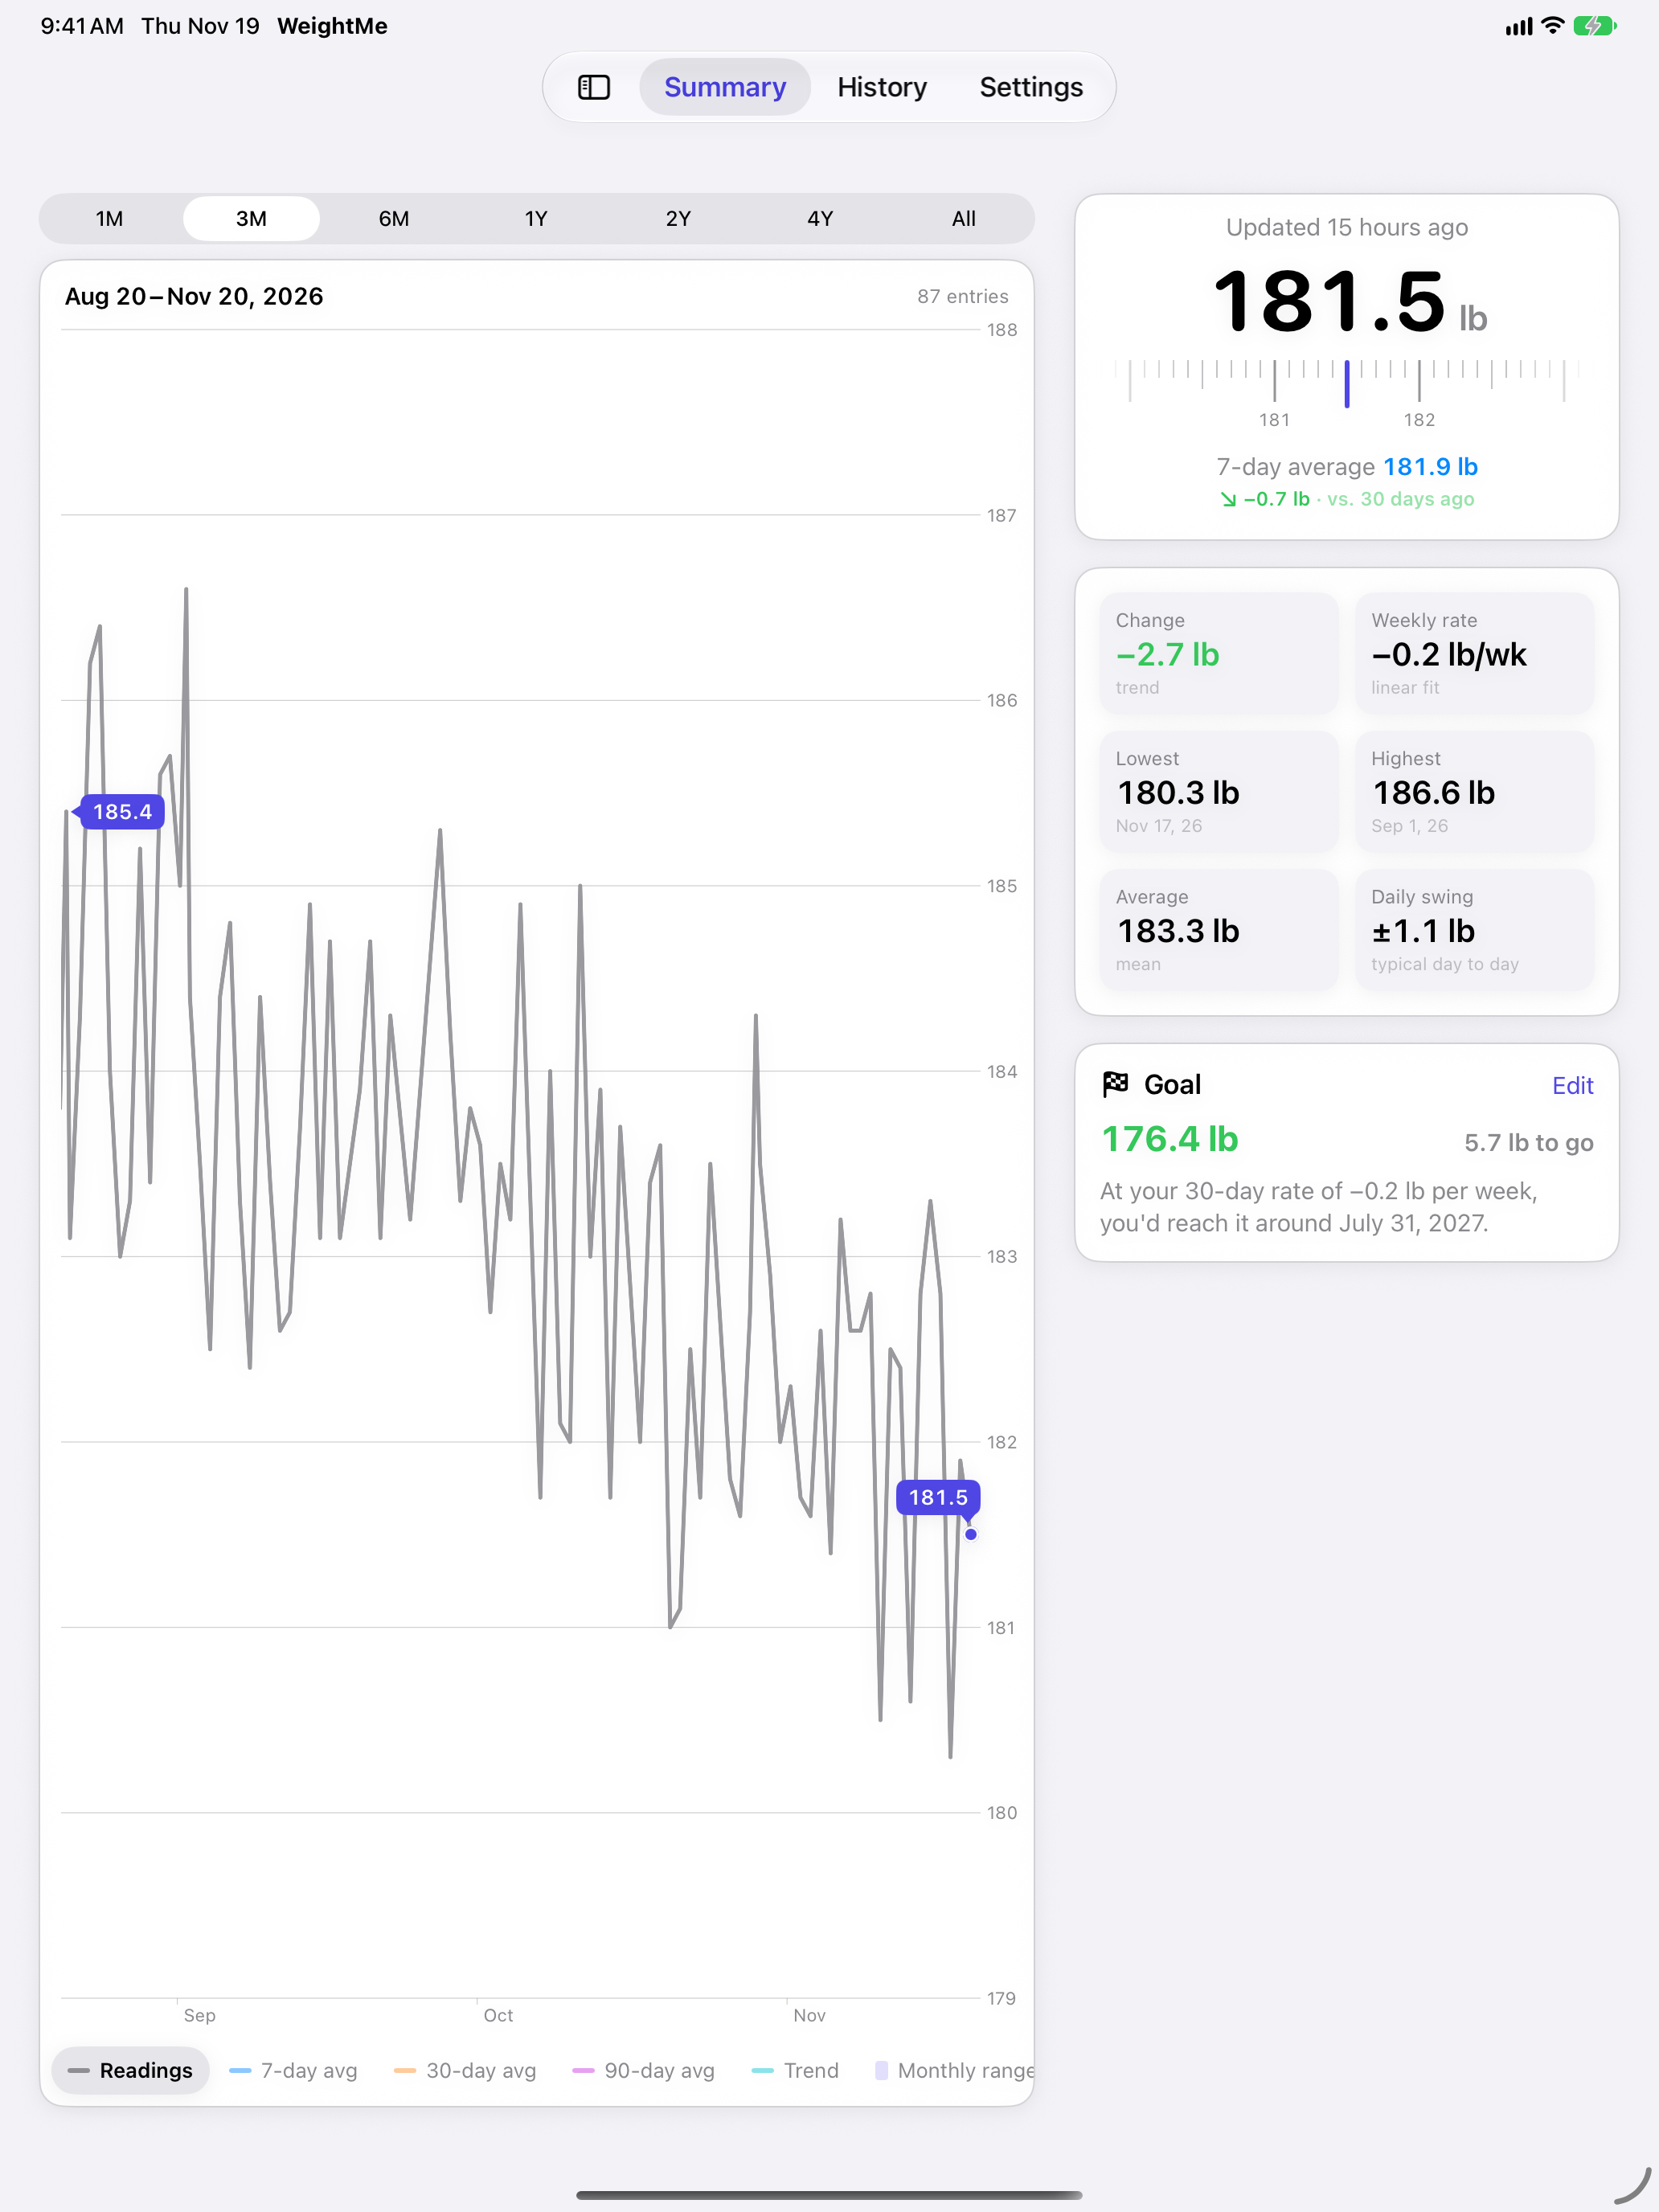 9:41 AM Thu Nov 19 WeightMe
Summary History Settings
1M 3M 6M 1Y 2Y 4Y All
Aug 20–Nov 20, 2026 87 entries
188
187
186
185.4
185
184
183
182
181.5
181
180
179
Sep Oct Nov
Readings 7-day avg 30-day avg 90-day avg Trend Monthly range
Updated 15 hours ago
181.5 lb
181 182
7-day average 181.9 lb
↘ −0.7 lb · vs. 30 days ago
Change
−2.7 lb
trend
Weekly rate
−0.2 lb/wk
linear fit
Lowest
180.3 lb
Nov 17, 26
Highest
186.6 lb
Sep 1, 26
Average
183.3 lb
mean
Daily swing
±1.1 lb
typical day to day
Goal Edit
176.4 lb 5.7 lb to go
At your 30-day rate of −0.2 lb per week,
you'd reach it around July 31, 2027.